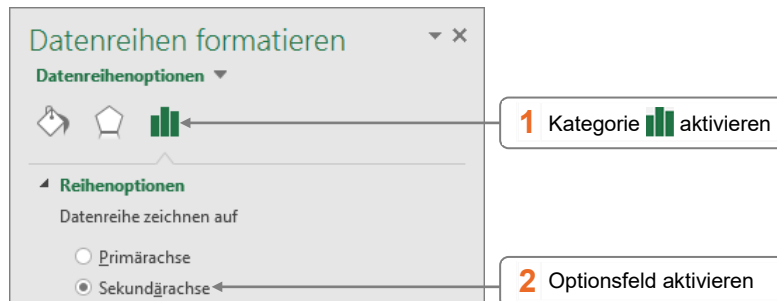 Datenreihen formatieren
Datenreihenoptionen
1 Kategorie aktivieren
Reihenoptionen
Datenreihe zeichnen auf
Primärachse
Sekundärachse
2 Optionsfeld aktivieren